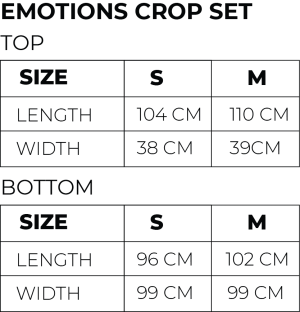 EMOTIONS CROP SET
TOP
SIZE S M
LENGTH 104 CM 110 CM
WIDTH 38 CM 39CM
BOTTOM
SIZE S M
LENGTH 96 CM 102 CM
WIDTH 99 CM 99 CM